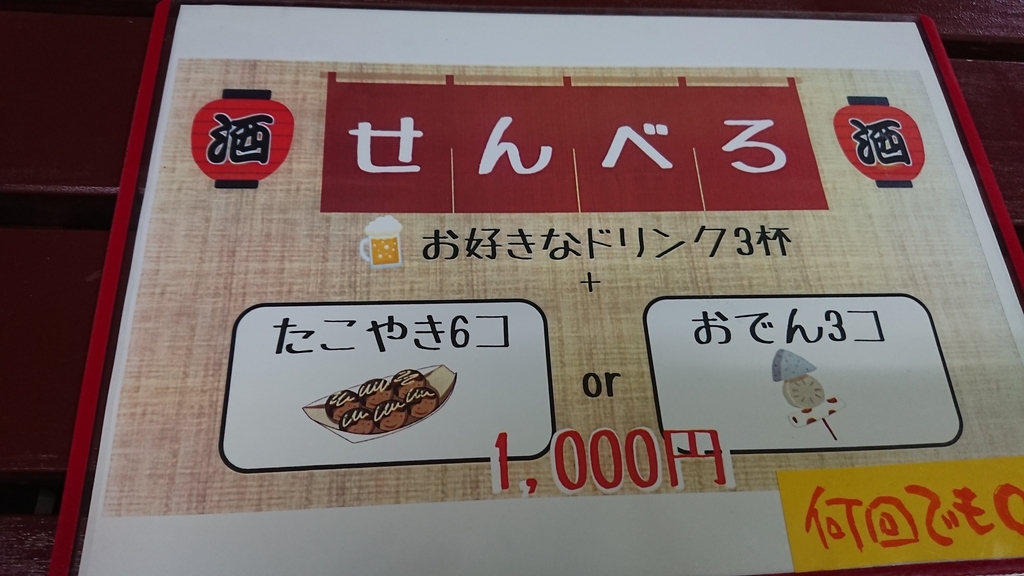 酒
せんべろ
酒
お好きなドリンク3杯
+
たこやき6コ
or
おでん3コ
1,000円
何回でも